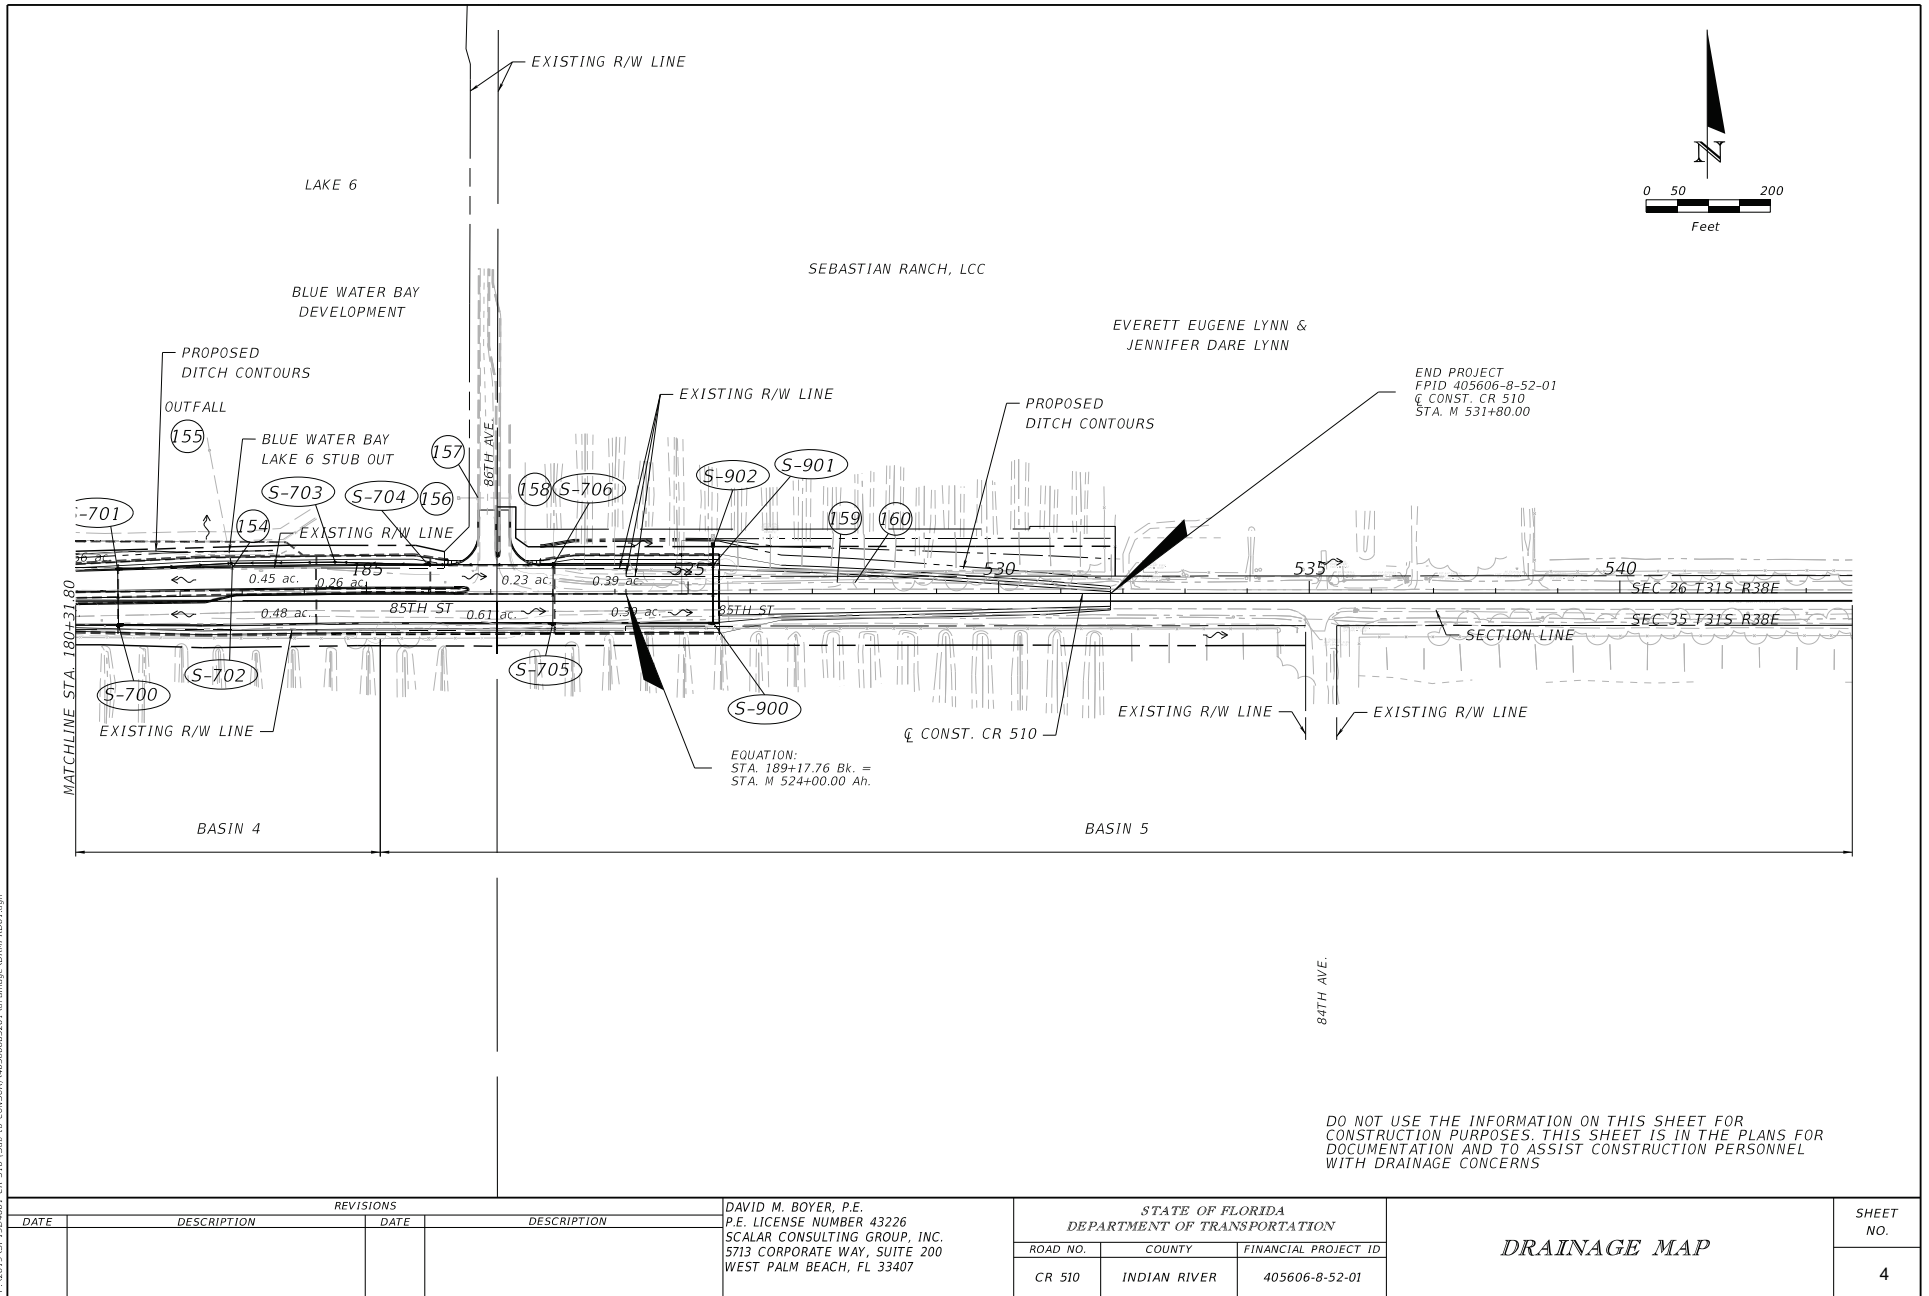 EXISTING R/W LINE
LAKE 6
N
0 50 200
Feet
SEBASTIAN RANCH, LCC
BLUE WATER BAY
DEVELOPMENT
EVERETT EUGENE LYNN &
JENNIFER DARE LYNN
PROPOSED
DITCH CONTOURS
END PROJECT
FPID 405606-8-52-01
℄ CONST. CR 510
STA. M 531+80.00
EXISTING R/W LINE
OUTFALL
PROPOSED
DITCH CONTOURS
155
BLUE WATER BAY
LAKE 6 STUB OUT
157
86TH AVE.
S-703
S-704
156
158
S-706
S-902
S-901
-701
154
EXISTING R/W LINE
159
160
185
525
530
535
540
0.45 ac.
0.26 ac.
0.23 ac.
0.39 ac.
SEC 26 T31S R38E
0.48 ac.
85TH ST
0.61 ac.
85TH ST
SEC 35 T31S R38E
SECTION LINE
MATCHLINE STA. 180+31.80
S-702
S-705
S-700
S-900
EXISTING R/W LINE
EXISTING R/W LINE
EXISTING R/W LINE
℄ CONST. CR 510
EQUATION:
STA. 189+17.76 Bk. =
STA. M 524+00.00 Ah.
BASIN 4
BASIN 5
84TH AVE.
DO NOT USE THE INFORMATION ON THIS SHEET FOR
CONSTRUCTION PURPOSES. THIS SHEET IS IN THE PLANS FOR
DOCUMENTATION AND TO ASSIST CONSTRUCTION PERSONNEL
WITH DRAINAGE CONCERNS
REVISIONS
DATE DESCRIPTION DATE DESCRIPTION
DAVID M. BOYER, P.E.
P.E. LICENSE NUMBER 43226
SCALAR CONSULTING GROUP, INC.
5713 CORPORATE WAY, SUITE 200
WEST PALM BEACH, FL 33407
STATE OF FLORIDA
DEPARTMENT OF TRANSPORTATION
ROAD NO. COUNTY FINANCIAL PROJECT ID
CR 510 INDIAN RIVER 405606-8-52-01
DRAINAGE MAP
SHEET
NO.
4